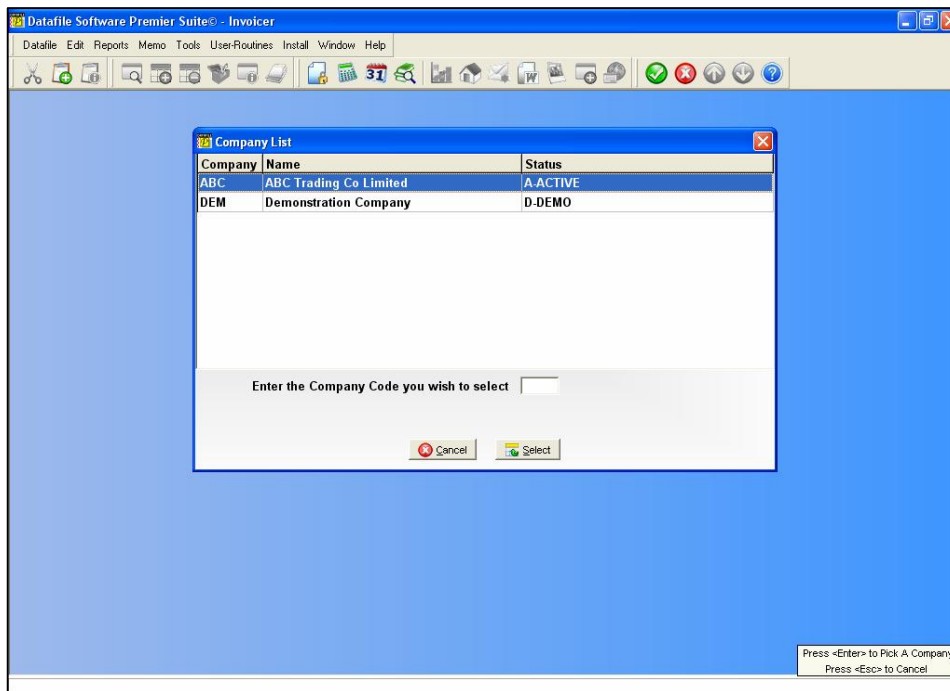 Datafile Software Premier Suite© - Invoicer
Datafile Edit Reports Memo Tools User-Routines Install Window Help
31
Company List
Company Name Status
ABC ABC Trading Co Limited A-ACTIVE
DEM Demonstration Company D-DEMO
Enter the Company Code you wish to select
Cancel Select
Press <Enter> to Pick A Company
Press <Esc> to Cancel